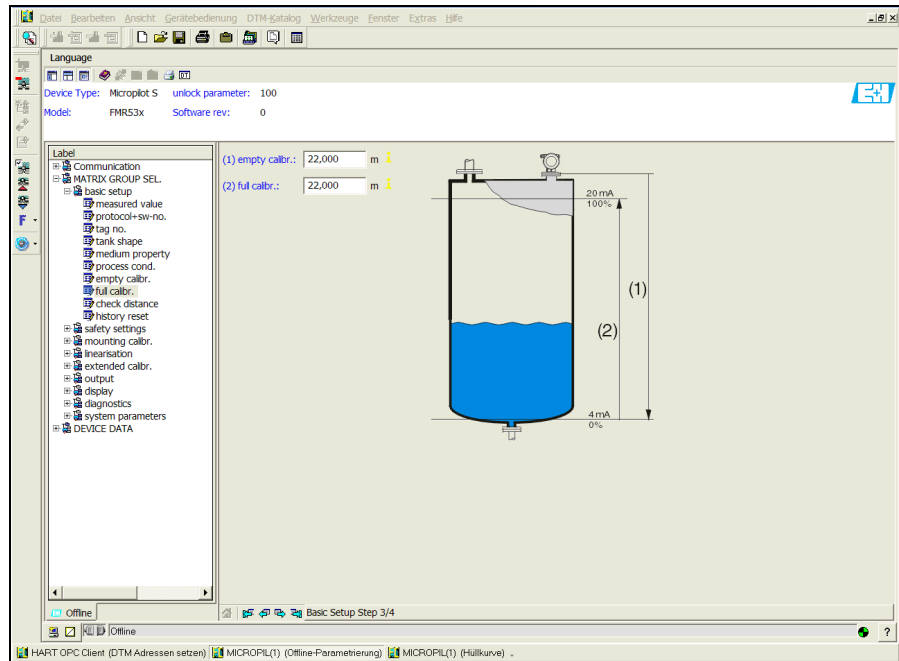 Datei Bearbeiten Ansicht Gerätebedienung DTM-Katalog Werkzeuge Fenster Extras Hilfe
Language
Device Type: Micropilot S unlock parameter: 100
Model: FMR53x Software rev: 0
E+H
Label
Communication
MATRIX GROUP SEL.
basic setup
measured value
protocol+sw-no.
tag no.
tank shape
medium property
process cond.
empty calibr.
full calibr.
check distance
history reset
safety settings
mounting calibr.
linearisation
extended calibr.
output
display
diagnostics
system parameters
DEVICE DATA
(1) empty calibr.: 22,000 m
(2) full calibr.: 22,000 m
20 mA
100%
(1)
(2)
4 mA
0%
Offline
Basic Setup Step 3/4
Offline
HART OPC Client (DTM Adressen setzen) MICROPIL(1) (Offline-Parametrierung) MICROPIL(1) (Hüllkurve)